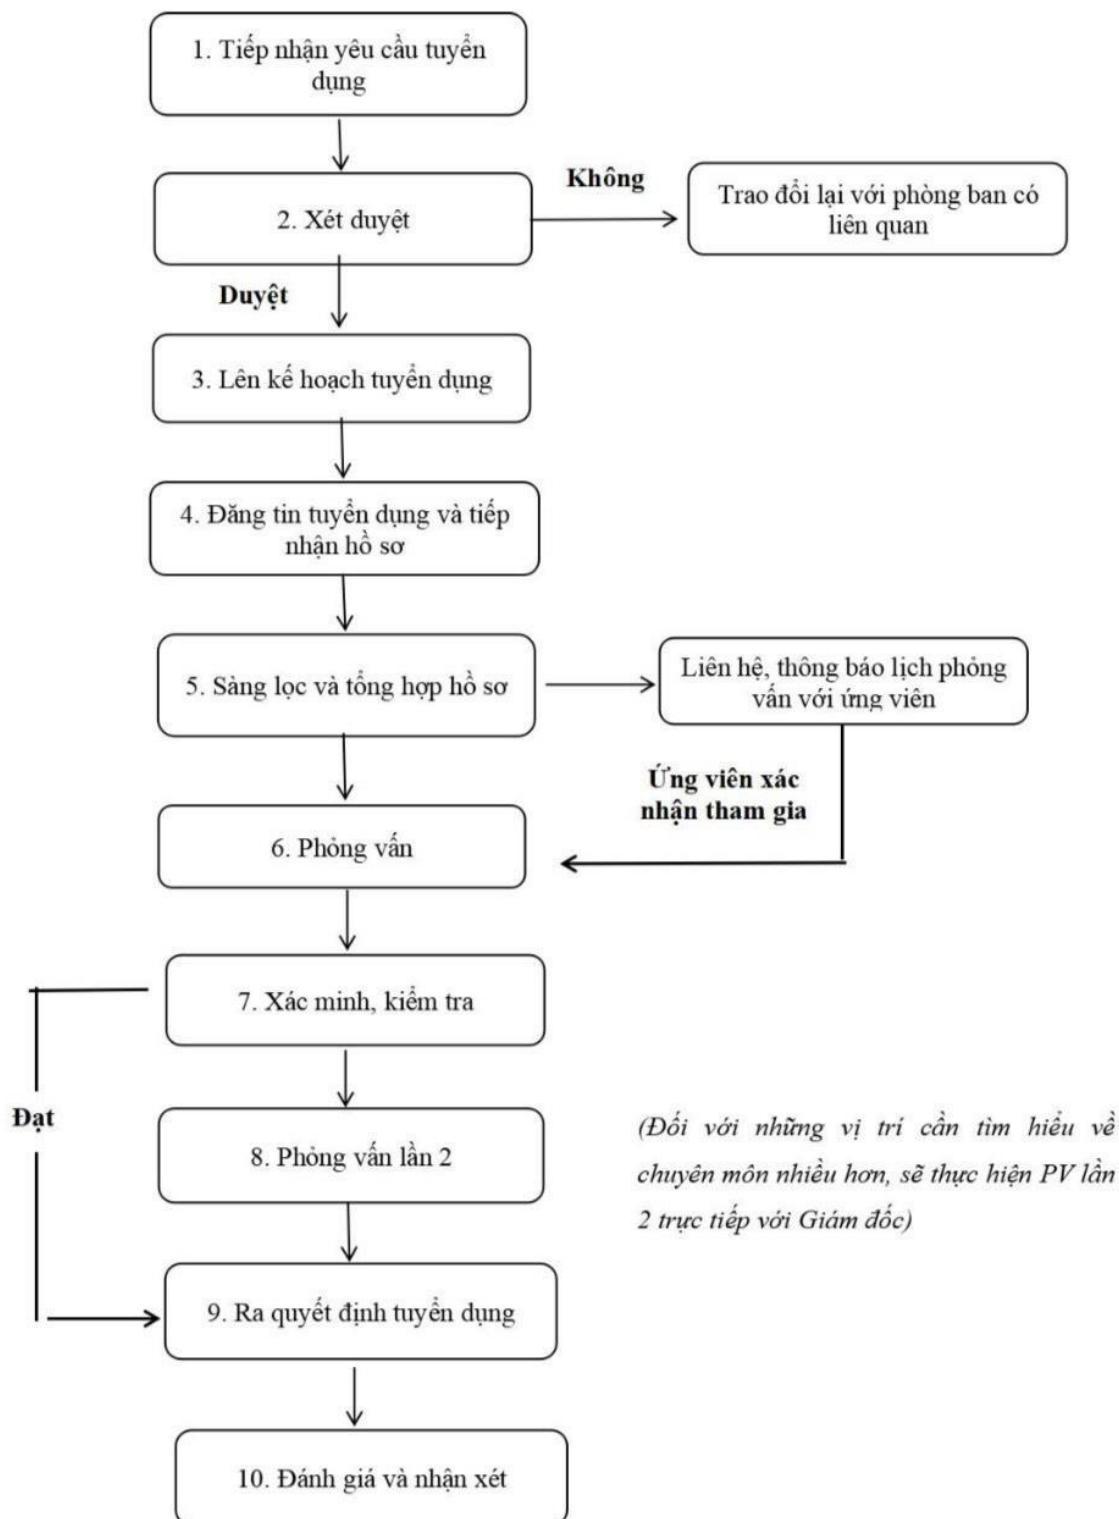 1. Tiếp nhận yêu cầu tuyển
dụng
2. Xét duyệt
Không
Trao đổi lại với phòng ban có
liên quan
Duyệt
3. Lên kế hoạch tuyển dụng
4. Đăng tin tuyển dụng và tiếp
nhận hồ sơ
5. Sàng lọc và tổng hợp hồ sơ
Liên hệ, thông báo lịch phỏng
vấn với ứng viên
Ứng viên xác
nhận tham gia
6. Phỏng vấn
7. Xác minh, kiểm tra
Đạt
8. Phỏng vấn lần 2
(Đối với những vị trí cần tìm hiểu về
chuyên môn nhiều hơn, sẽ thực hiện PV lần
2 trực tiếp với Giám đốc)
9. Ra quyết định tuyển dụng
10. Đánh giá và nhận xét